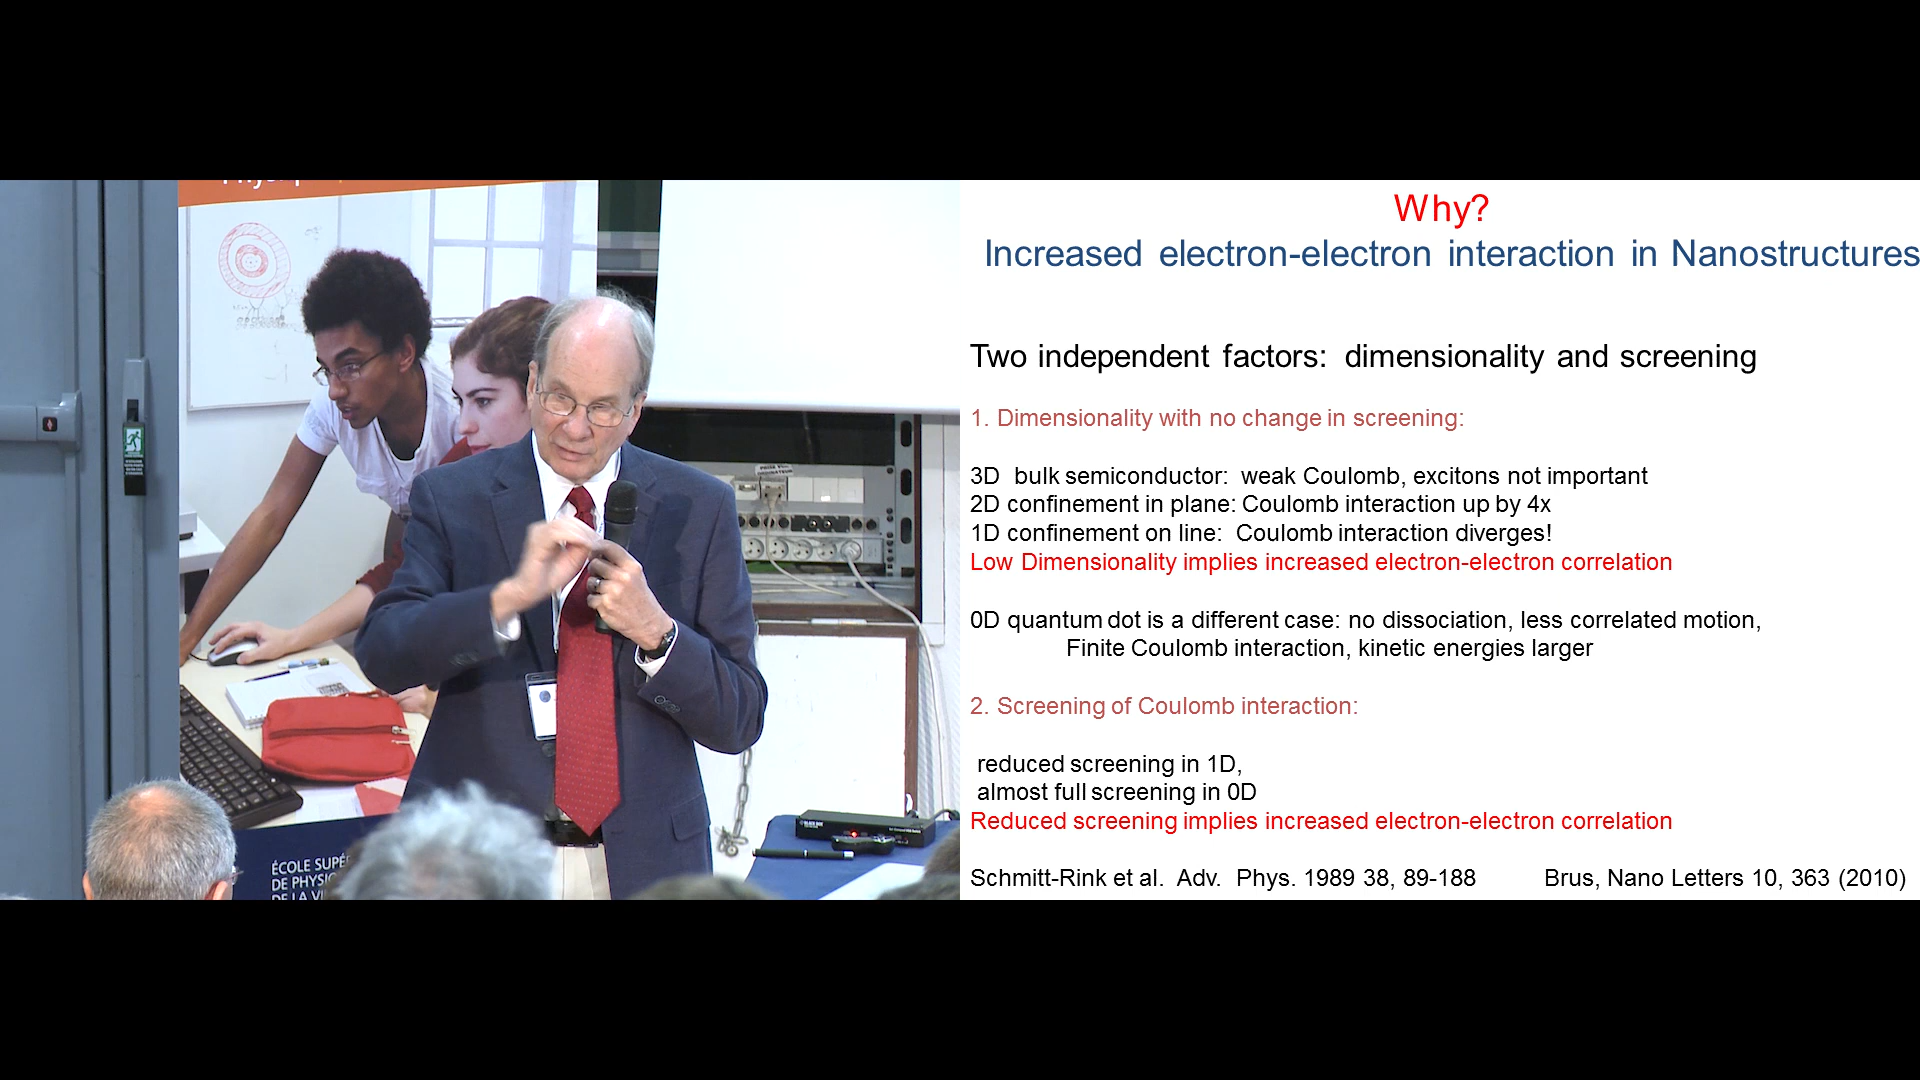 Why?
Increased electron-electron interaction in Nanostructures
Two independent factors: dimensionality and screening
1. Dimensionality with no change in screening:
3D bulk semiconductor: weak Coulomb, excitons not important
2D confinement in plane: Coulomb interaction up by 4x
1D confinement on line: Coulomb interaction diverges!
Low Dimensionality implies increased electron-electron correlation
0D quantum dot is a different case: no dissociation, less correlated motion,
Finite Coulomb interaction, kinetic energies larger
2. Screening of Coulomb interaction:
reduced screening in 1D,
almost full screening in 0D
Reduced screening implies increased electron-electron correlation
Schmitt-Rink et al. Adv. Phys. 1989 38, 89-188
Brus, Nano Letters 10, 363 (2010)
ÉCOLE SUPÉ
DE PHYSI
DE LA VI